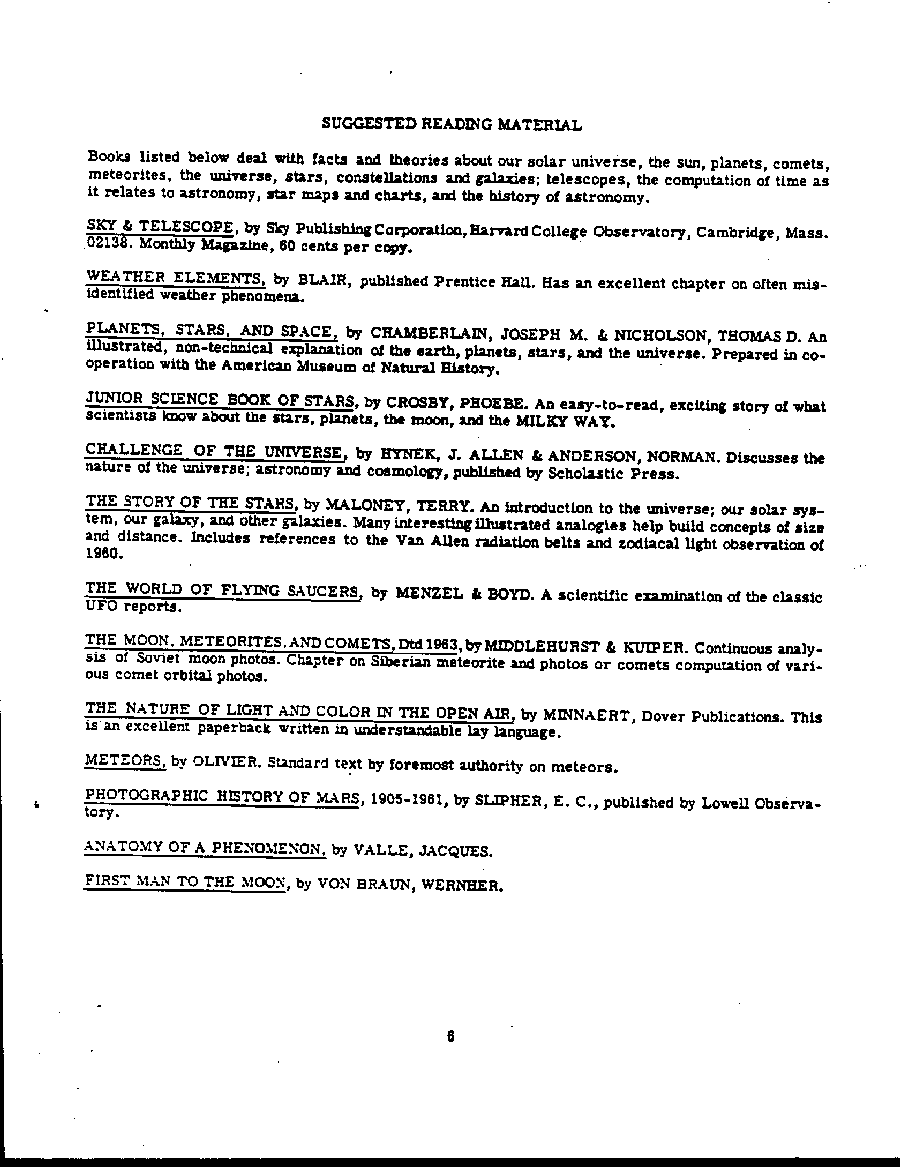 SUGGESTED READING MATERIAL
Books listed below deal with facts and theories about our solar universe, the sun, planets, comets,
meteorites, the universe, stars, constellations and galaxies; telescopes, the computation of time as
it relates to astronomy, star maps and charts, and the history of astronomy.
SKY & TELESCOPE, by Sky Publishing Corporation, Harvard College Observatory, Cambridge, Mass.
02138. Monthly Magazine, 60 cents per copy.
WEATHER ELEMENTS, by BLAIR, published Prentice Hall. Has an excellent chapter on often mis-
identified weather phenomena.
PLANETS, STARS, AND SPACE, by CHAMBERLAIN, JOSEPH M. & NICHOLSON, THOMAS D. An
illustrated, non-technical explanation of the earth, planets, stars, and the universe. Prepared in co-
operation with the American Museum of Natural History.
JUNIOR SCIENCE BOOK OF STARS, by CROSBY, PHOEBE. An easy-to-read, exciting story of what
scientists know about the stars, planets, the moon, and the MILKY WAY.
CHALLENGE OF THE UNIVERSE, by HYNEK, J. ALLEN & ANDERSON, NORMAN. Discusses the
nature of the universe; astronomy and cosmology, published by Scholastic Press.
THE STORY OF THE STARS, by MALONEY, TERRY. An introduction to the universe; our solar sys-
tem, our galaxy, and other galaxies. Many interesting illustrated analogies help build concepts of size
and distance. Includes references to the Van Allen radiation belts and zodiacal light observation of
1960.
THE WORLD OF FLYING SAUCERS, by MENZEL & BOYD. A scientific examination of the classic
UFO reports.
THE MOON, METEORITES, AND COMETS, Dtd 1963, by MIDDLEHURST & KUIPER. Continuous analy-
sis of Soviet moon photos. Chapter on Siberian meteorite and photos or comets computation of vari-
ous comet orbital photos.
THE NATURE OF LIGHT AND COLOR IN THE OPEN AIR, by MINNAERT, Dover Publications. This
is an excellent paperback written in understandable lay language.
METEORS, by OLIVIER. Standard text by foremost authority on meteors.
PHOTOGRAPHIC HISTORY OF MARS, 1905-1961, by SLIPHER, E. C., published by Lowell Observa-
tory.
ANATOMY OF A PHENOMENON, by VALLE, JACQUES.
FIRST MAN TO THE MOON, by VON BRAUN, WERNHER.
6